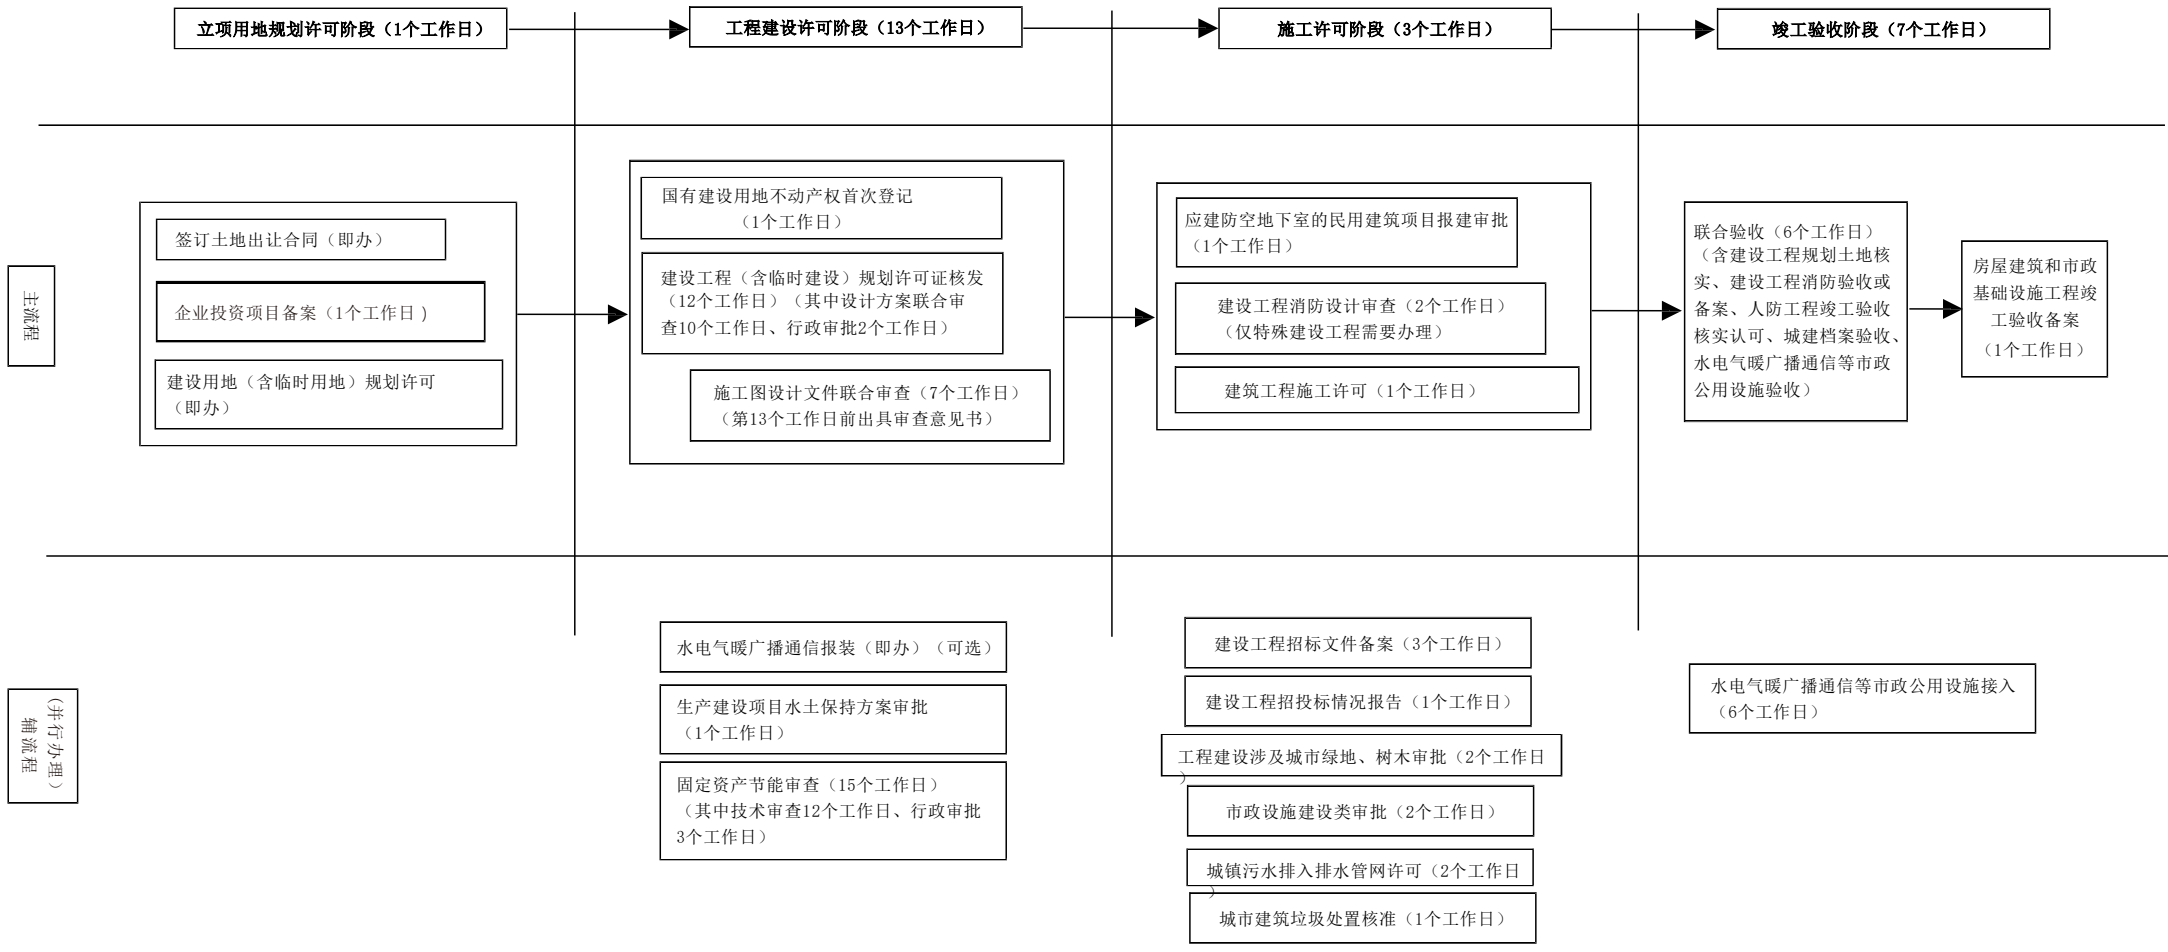 立项用地规划许可阶段（1个工作日）
工程建设许可阶段（13个工作日）
施工许可阶段（3个工作日）
竣工验收阶段（7个工作日）
主流程
签订土地出让合同（即办）
企业投资项目备案（1个工作日)
建设用地（含临时用地）规划许可
（即办）
国有建设用地不动产权首次登记
（1个工作日）
建设工程（含临时建设）规划许可证核发
（12个工作日）（其中设计方案联合审
查10个工作日、行政审批2个工作日）
施工图设计文件联合审查（7个工作日）
（第13个工作日前出具审查意见书）
应建防空地下室的民用建筑项目报建审批
（1个工作日）
建设工程消防设计审查（2个工作日）
（仅特殊建设工程需要办理）
建筑工程施工许可（1个工作日）
联合验收（6个工作日）
（含建设工程规划土地核
实、建设工程消防验收或
备案、人防工程竣工验收
核实认可、城建档案验收、
水电气暖广播通信等市政
公用设施验收）
房屋建筑和市政
基础设施工程竣
工验收备案
（1个工作日）
（并行办理）
辅流程
水电气暖广播通信报装（即办）（可选）
生产建设项目水土保持方案审批
（1个工作日）
固定资产节能审查（15个工作日）
（其中技术审查12个工作日、行政审批
3个工作日）
建设工程招标文件备案（3个工作日）
建设工程招投标情况报告（1个工作日）
工程建设涉及城市绿地、树木审批（2个工作日
）
市政设施建设类审批（2个工作日）
城镇污水排入排水管网许可（2个工作日
）
城市建筑垃圾处置核准（1个工作日）
水电气暖广播通信等市政公用设施接入
（6个工作日）